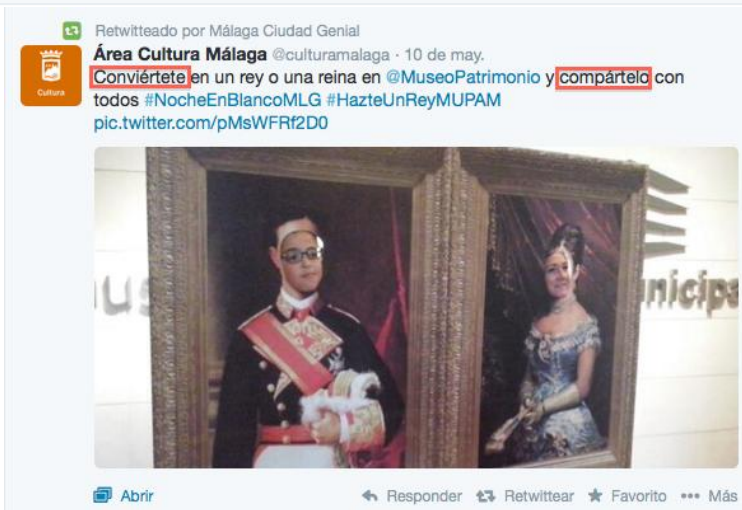 Retwitteado por Málaga Ciudad Genial
Área Cultura Málaga @culturamalaga · 10 de may.
Cultura
Conviértete en un rey o una reina en @MuseoPatrimonio y compártelo con
todos #NocheEnBlancoMLG #HazteUnReyMUPAM
pic.twitter.com/pMsWFRf2D0
Abrir Responder Retwittear Favorito Más